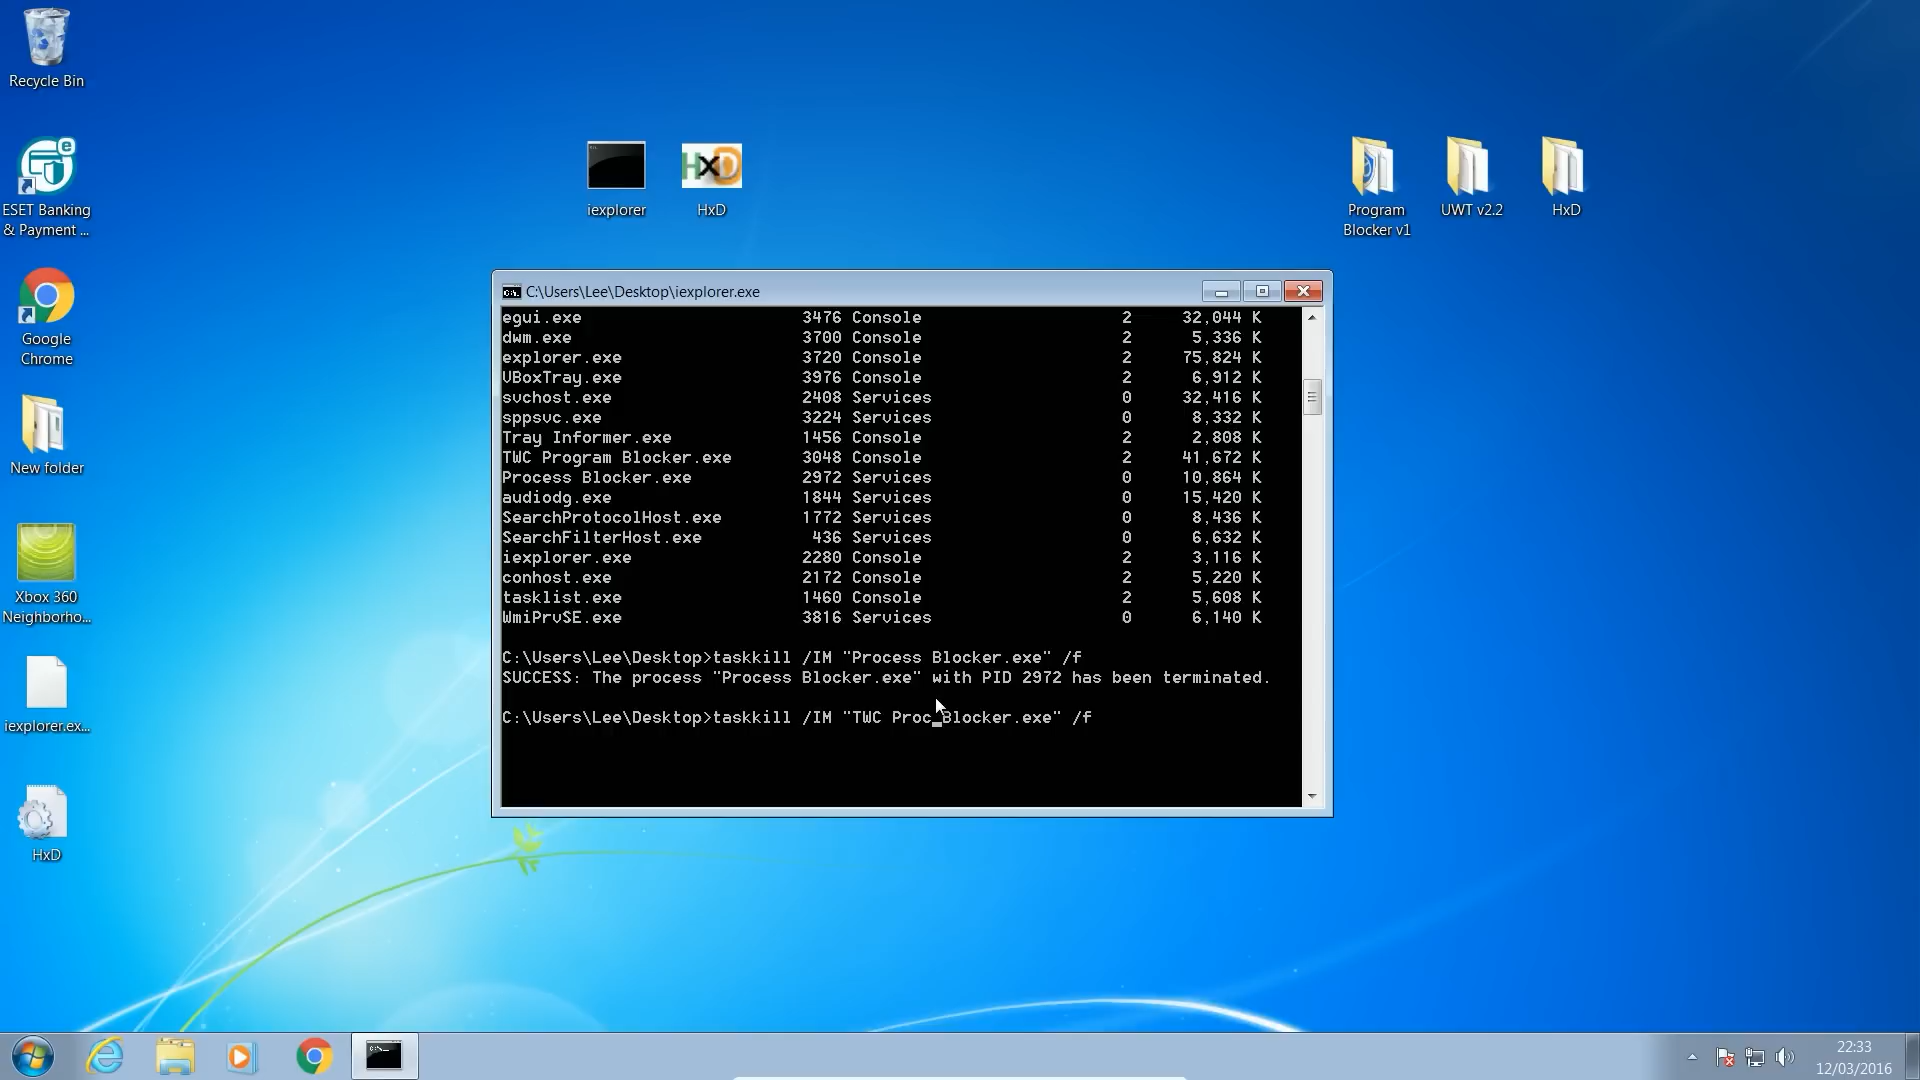 Recycle Bin
ESET Banking
& Payment ...
Google
Chrome
New folder
Xbox 360
Neighborho...
iexplorer.ex...
HxD
iexplorer
HxD
HXD
Program
Blocker v1
UWT v2.2
HxD
C:\Users\Lee\Desktop\iexplorer.exe
egui.exe 3476 Console 2 32,044 K
dwm.exe 3700 Console 2 5,336 K
explorer.exe 3720 Console 2 75,824 K
VBoxTray.exe 3976 Console 2 6,912 K
svchost.exe 2408 Services 0 32,416 K
sppsvc.exe 3224 Services 0 8,332 K
Tray Informer.exe 1456 Console 2 2,808 K
TWC Program Blocker.exe 3048 Console 2 41,672 K
Process Blocker.exe 2972 Services 0 10,864 K
audiodg.exe 1844 Services 0 15,420 K
SearchProtocolHost.exe 1772 Services 0 8,436 K
SearchFilterHost.exe 436 Services 0 6,632 K
iexplorer.exe 2280 Console 2 3,116 K
conhost.exe 2172 Console 2 5,220 K
tasklist.exe 1460 Console 2 5,608 K
WmiPrvSE.exe 3816 Services 0 6,140 K
C:\Users\Lee\Desktop>taskkill /IM "Process Blocker.exe" /f
SUCCESS: The process "Process Blocker.exe" with PID 2972 has been terminated.
C:\Users\Lee\Desktop>taskkill /IM "TWC Proc Blocker.exe" /f
22:33
12/03/2016